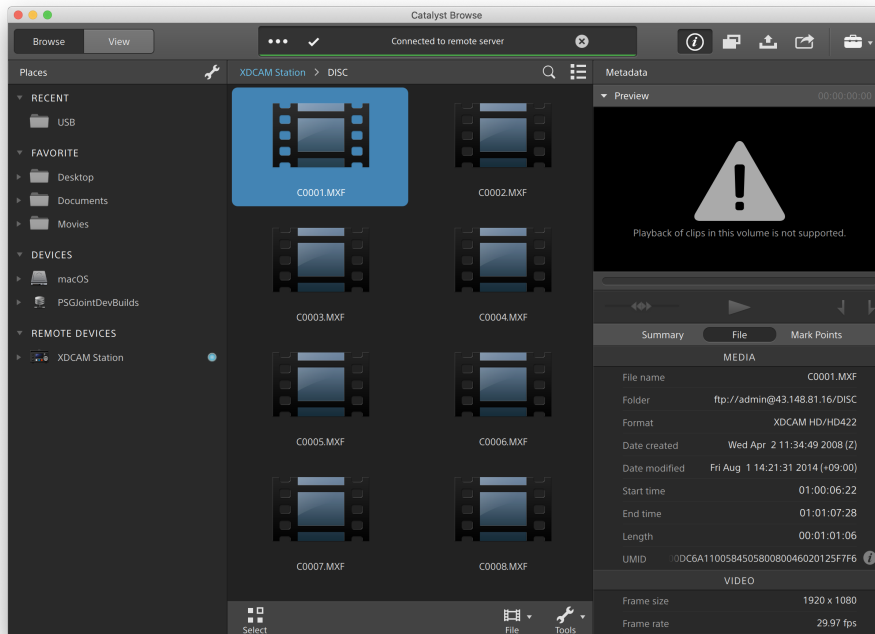 Catalyst Browse
Browse View
Connected to remote server
Places
XDCAM Station > DISC
Metadata
RECENT
USB
FAVORITE
Desktop
Documents
Movies
DEVICES
macOS
PSGJointDevBuilds
REMOTE DEVICES
XDCAM Station
C0001.MXF
C0002.MXF
C0003.MXF
C0004.MXF
C0005.MXF
C0006.MXF
C0007.MXF
C0008.MXF
Select
File
Tools
Preview 00:00:00:00
Playback of clips in this volume is not supported.
Summary File Mark Points
MEDIA
File name C0001.MXF
Folder ftp://admin@43.148.81.16/DISC
Format XDCAM HD/HD422
Date created Wed Apr 2 11:34:49 2008 (Z)
Date modified Fri Aug 1 14:21:31 2014 (+09:00)
Start time 01:00:06:22
End time 01:01:07:28
Length 00:01:01:06
UMID
VIDEO
Frame size 1920 x 1080
Frame rate 29.97 fps